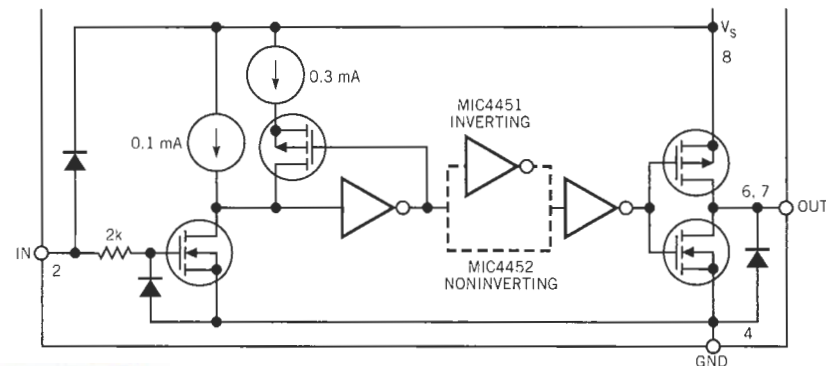 V_S
8
0.3 mA
MIC4451
INVERTING
0.1 mA
6, 7
OUT
2k
IN
2
MIC4452
NONINVERTING
4
GND